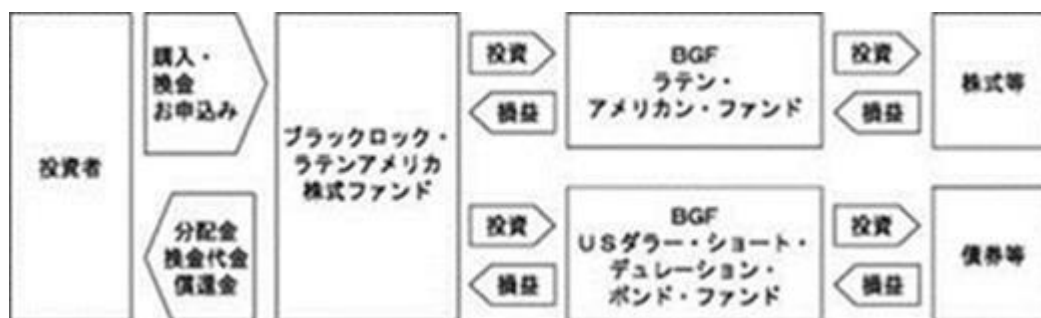 投資者
購入・
換金
お申込み
分配金
換金代金
償還金
ブラックロック・
ラテンアメリカ
株式ファンド
投資
損益
BGF
ラテン・
アメリカン・ファンド
投資
損益
株式等
投資
損益
BGF
USダラー・ショート・
デュレーション・
ボンド・ファンド
投資
損益
債券等